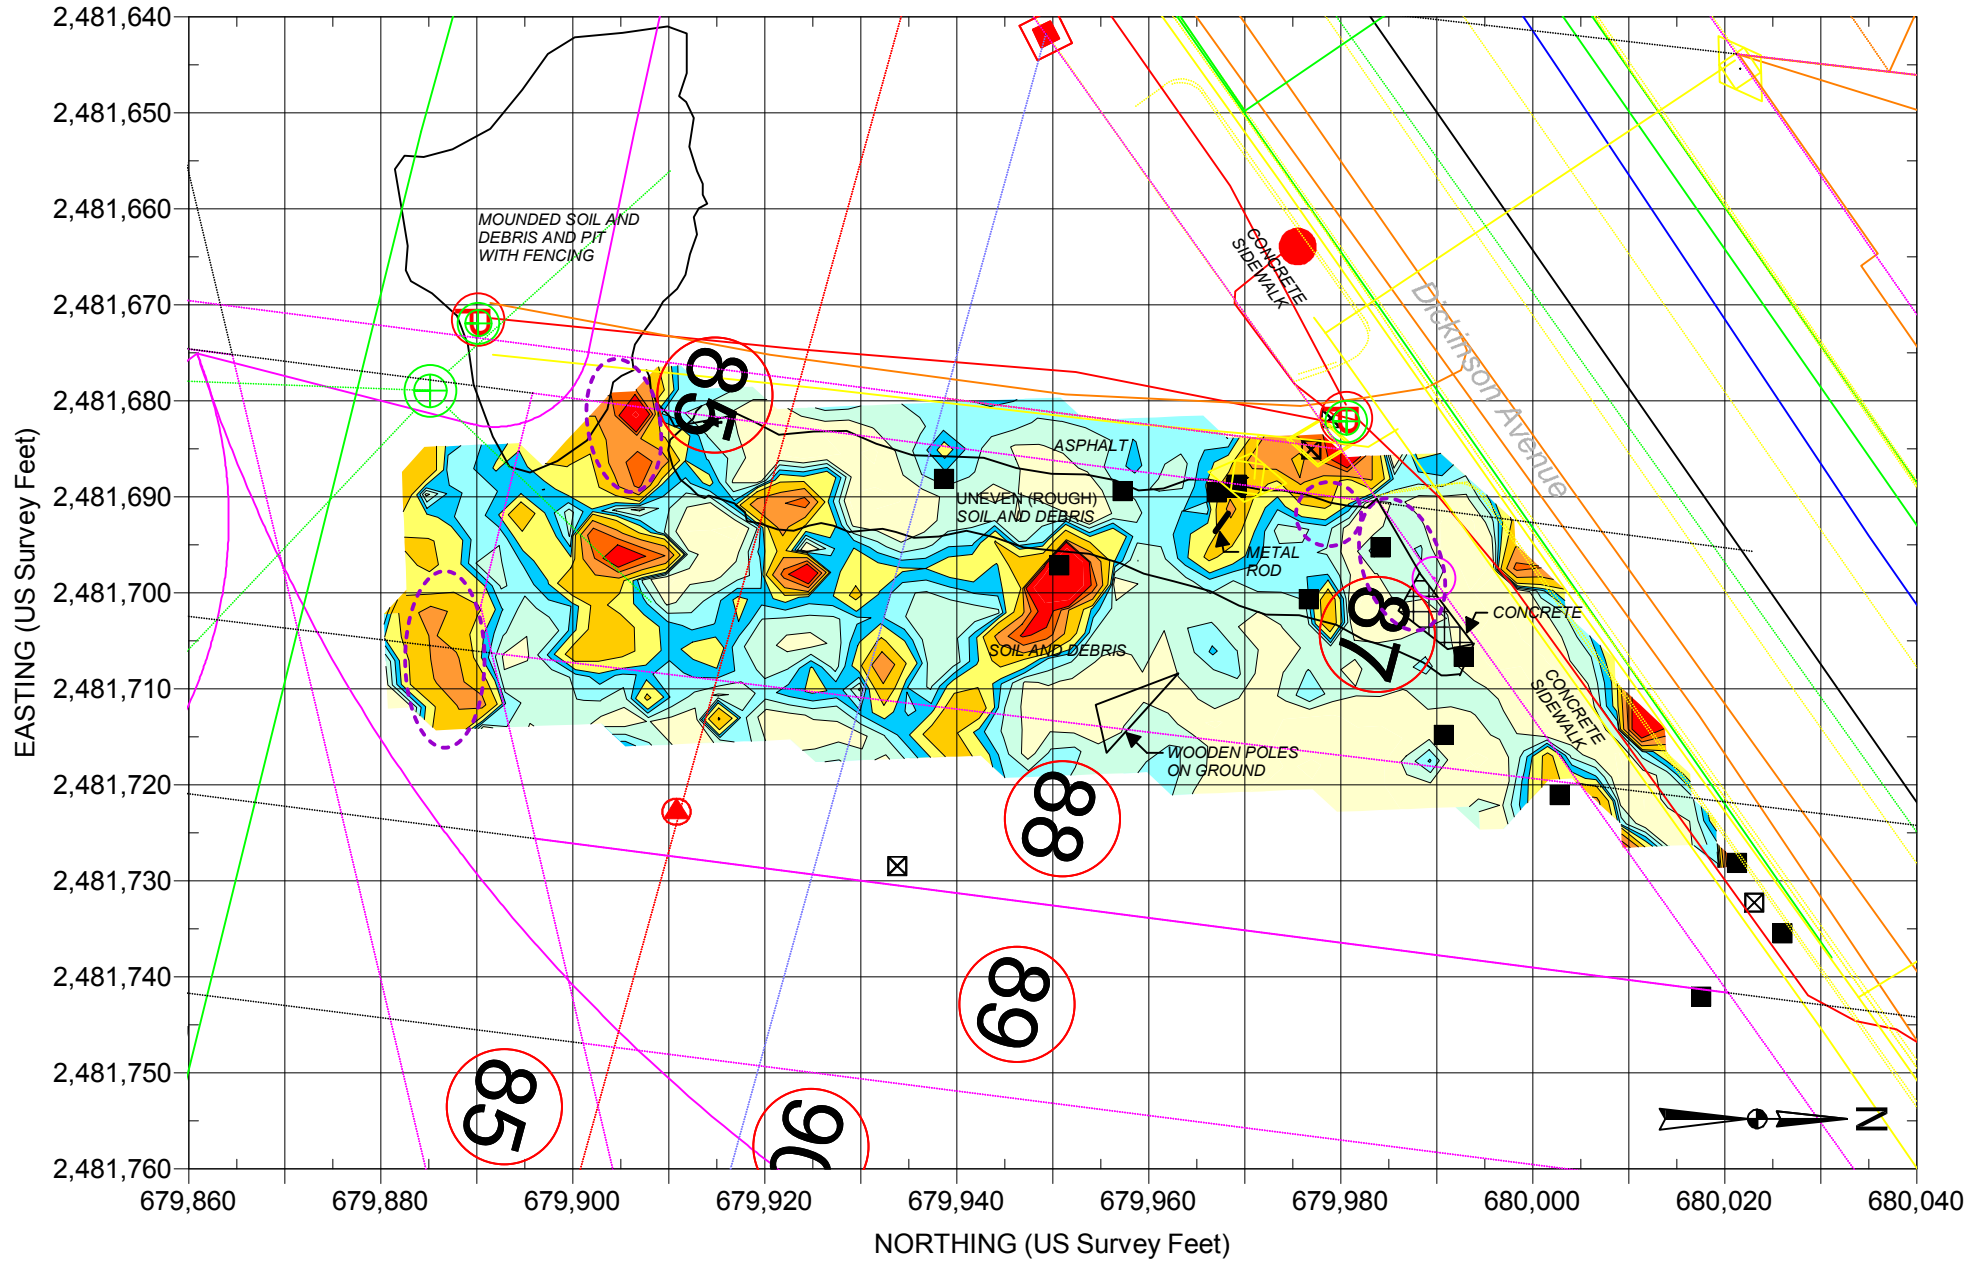 2,481,640
2,481,650
2,481,660
2,481,670
2,481,680
2,481,690
2,481,700
2,481,710
2,481,720
2,481,730
2,481,740
2,481,750
2,481,760
EASTING (US Survey Feet)
MOUNDED SOIL AND
DEBRIS AND PIT
WITH FENCING
CONCRETE
SIDEWALK
Dickinson Avenue
ASPHALT
UNEVEN (ROUGH)
SOIL AND DEBRIS
METAL
ROD
CONCRETE
SOIL AND DEBRIS
CONCRETE
SIDEWALK
WOODEN POLES
ON GROUND
87
88
89
85
90
N
679,860
679,880
679,900
679,920
679,940
679,960
679,980
680,000
680,020
680,040
NORTHING (US Survey Feet)